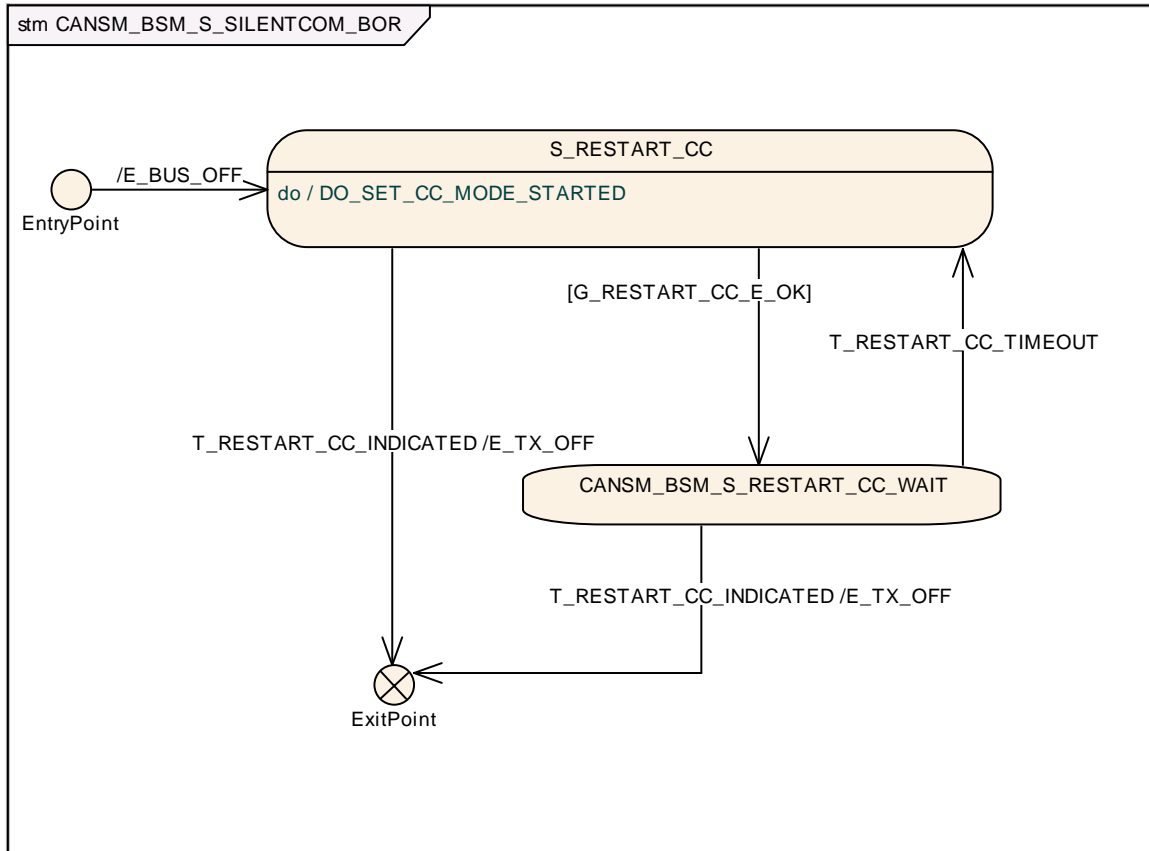 stm CANSM_BSM_S_SILENTCOM_BOR
S_RESTART_CC
/E_BUS_OFF
do / DO_SET_CC_MODE_STARTED
EntryPoint
[G_RESTART_CC_E_OK]
T_RESTART_CC_TIMEOUT
T_RESTART_CC_INDICATED /E_TX_OFF
CANSM_BSM_S_RESTART_CC_WAIT
T_RESTART_CC_INDICATED /E_TX_OFF
ExitPoint